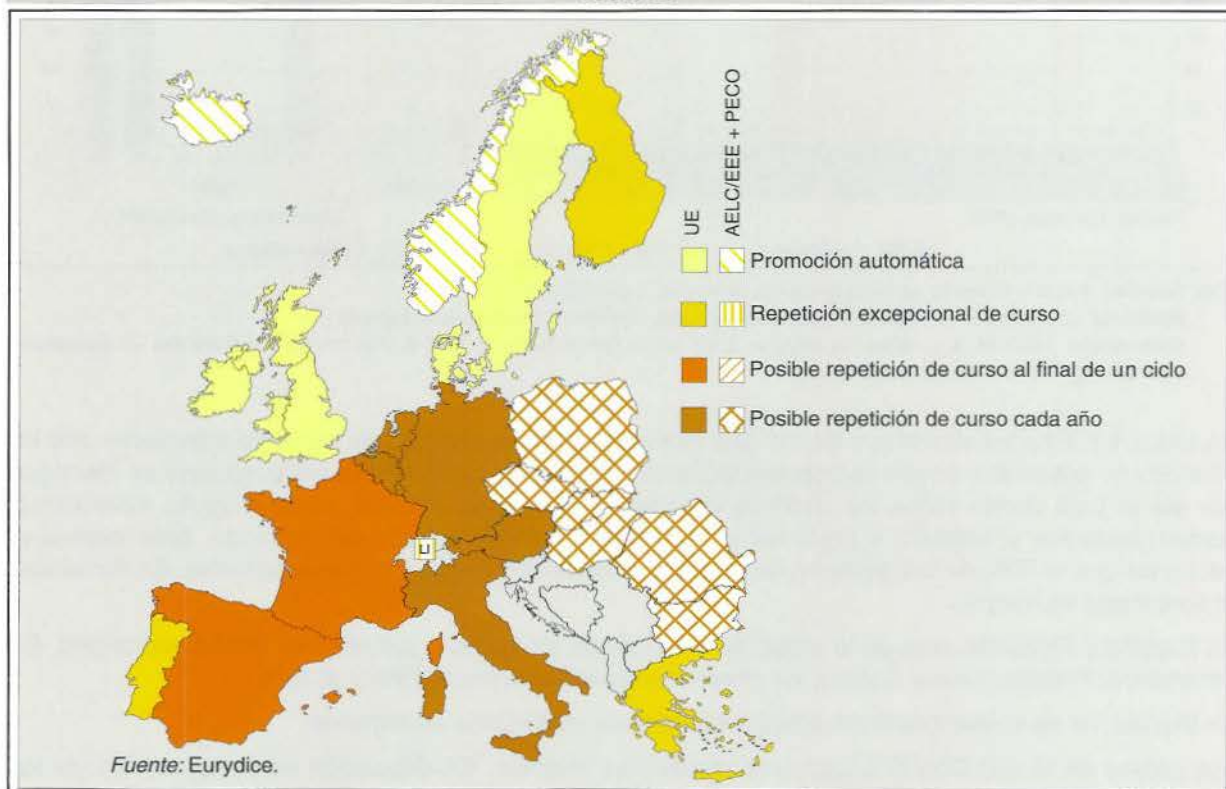 UE
AELC/EEE + PECO
Promoción automática
Repetición excepcional de curso
Posible repetición de curso al final de un ciclo
Posible repetición de curso cada año
LI
Fuente: Eurydice.